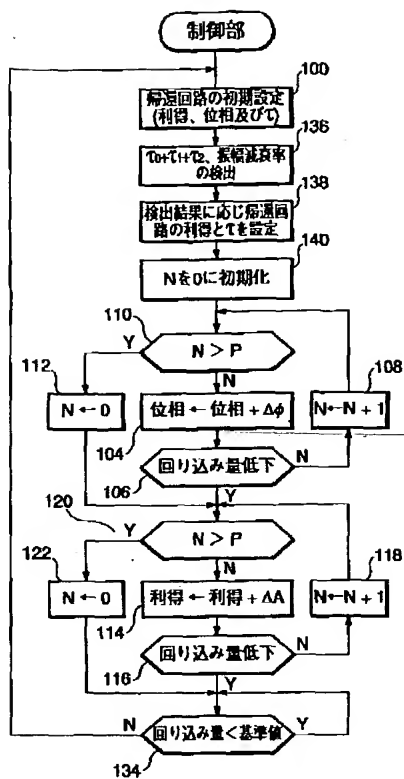 制御部
100
帰還回路の初期設定
(利得、位相及びτ)
136
τ0+τ1+τ2、振幅減衰率
の検出
138
検出結果に応じ帰還回
路の利得とτを設定
140
Nを0に初期化
110
Y
N > P
N
112
N ← 0
位相 ← 位相 + Δφ
108
N ← N + 1
104
回り込み量低下
N
106
Y
120
Y
N > P
N
122
N ← 0
利得 ← 利得 + ΔA
118
N ← N + 1
114
回り込み量低下
N
116
Y
N
回り込み量 < 基準値
Y
134